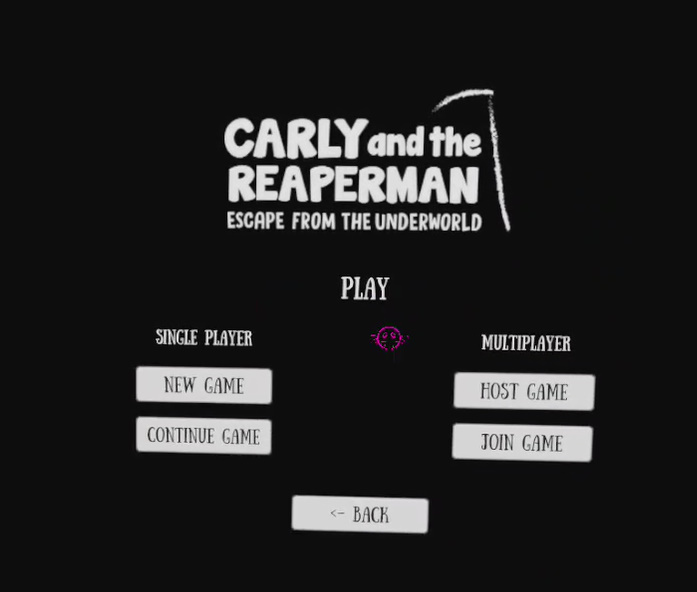 CARLY and the
REAPERMAN
ESCAPE FROM THE UNDERWORLD
PLAY
SINGLE PLAYER
NEW GAME
CONTINUE GAME
MULTIPLAYER
HOST GAME
JOIN GAME
<- BACK